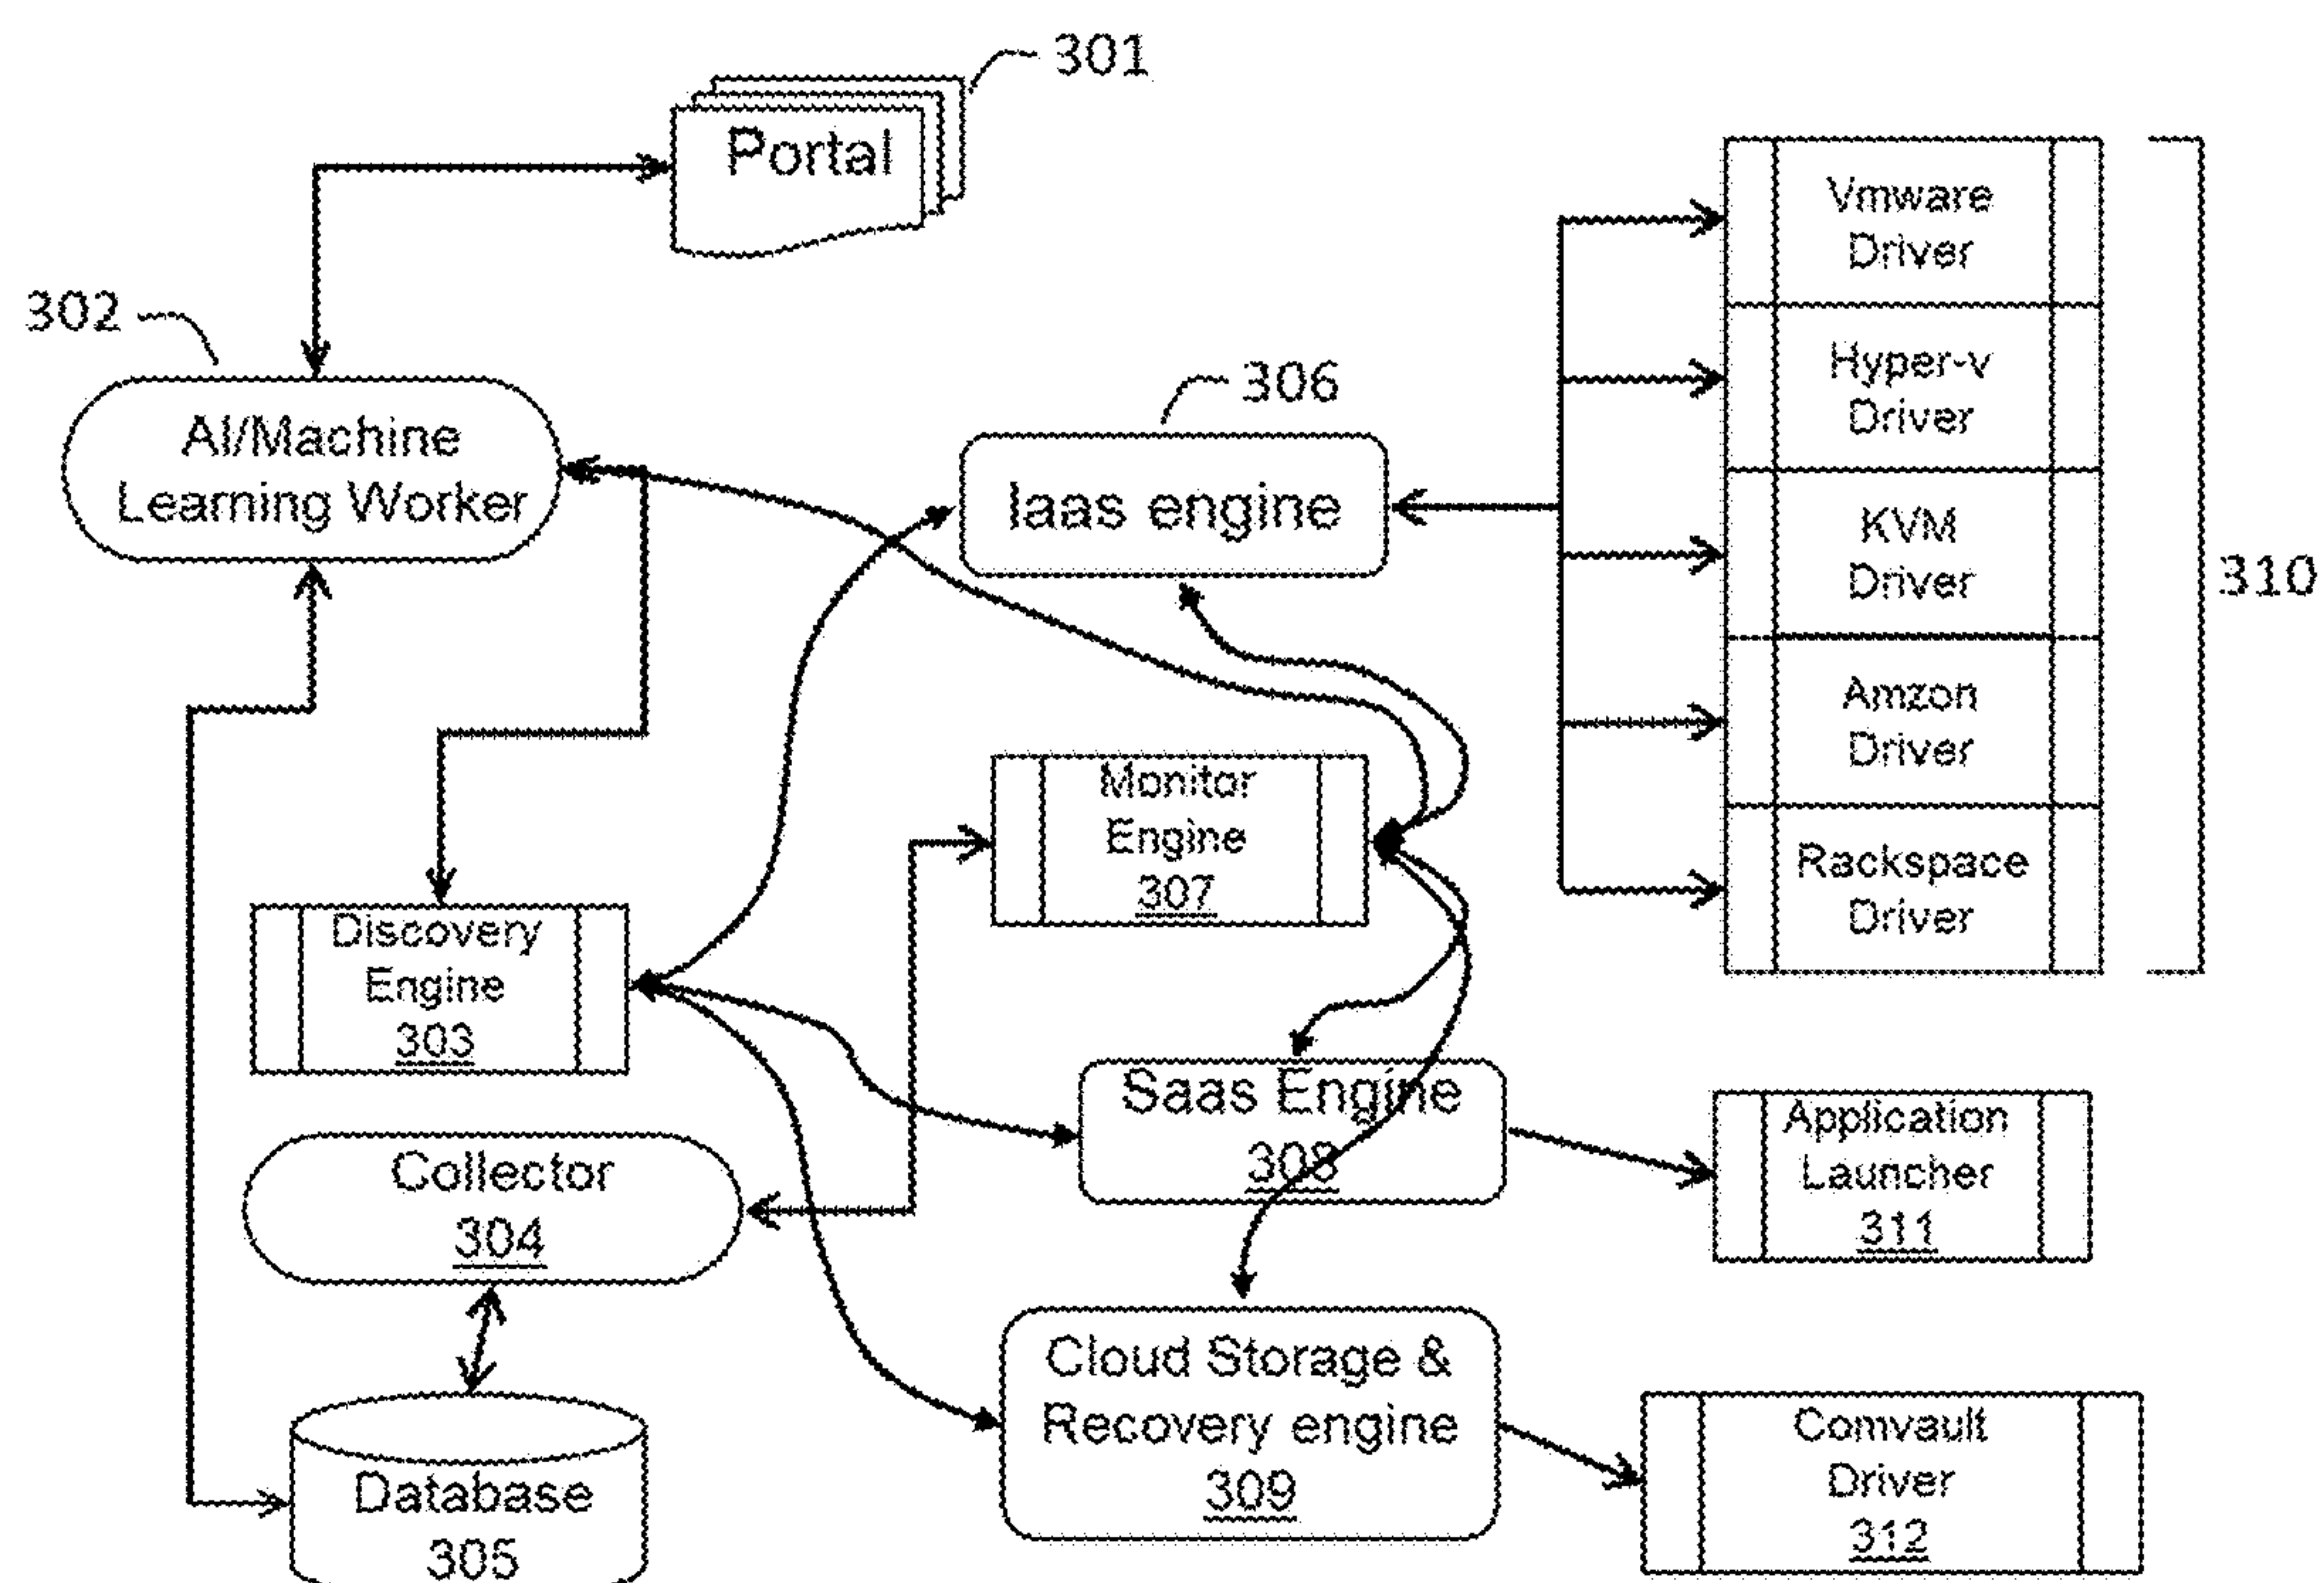 301
Portal
302
AI/Machine
Learning Worker
306
Iaas engine
Vmware
Driver
Hyper-v
Driver
KVM
Driver
Amzon
Driver
Rackspace
Driver
310
Monitor
Engine
307
Discovery
Engine
303
Saas Engine
308
Application
Launcher
311
Collector
304
Cloud Storage &
Recovery engine
309
Comvault
Driver
312
Database
305